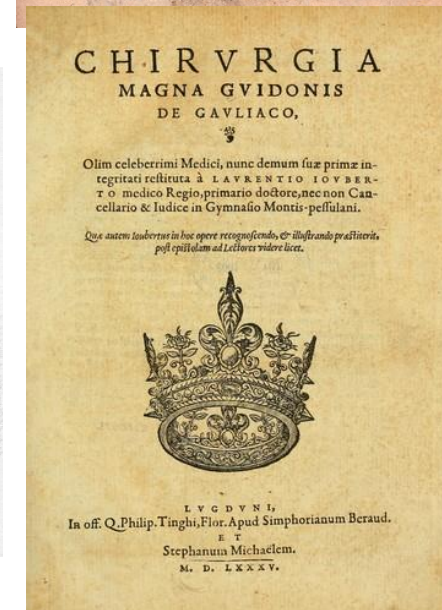 CHIRVRGIA
MAGNA GVIDONIS
DE GAVLIACO,
Olim celeberrimi Medici, nunc demum ſuæ primæ in-
tegritati reſtituta à LAVRENTIO IOVBER-
TO medico Regio, primario doctore, nec non Can-
cellario & Iudice in Gymnaſio Montis-peſſulani.
Quæ autem Ioubertus in hoc opere recognoſcendo, & illuſtrando præſtiterit,
poſt epiſtolam ad Lectores videre licet.
LVGDVNI,
In off. Q. Philip. Tinghi, Flor. Apud Simphorianum Beraud.
ET
Stephanum Michaëlem.
M. D. LXXXV.